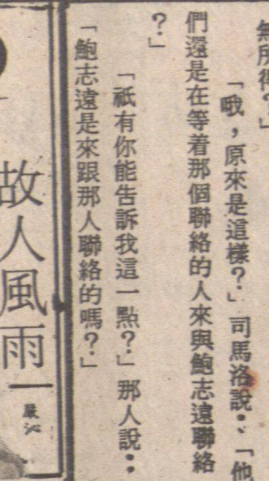 無所得？」
「哦，原來是這樣？」司馬洛說：、「他
們還是在等着那個聯絡的人來與鮑志遠聯絡
？」
「祇有你能告訴我這一點？」那人說：，
「鮑志遠是來跟那人聯絡的嗎？」
故人風雨
嚴沁